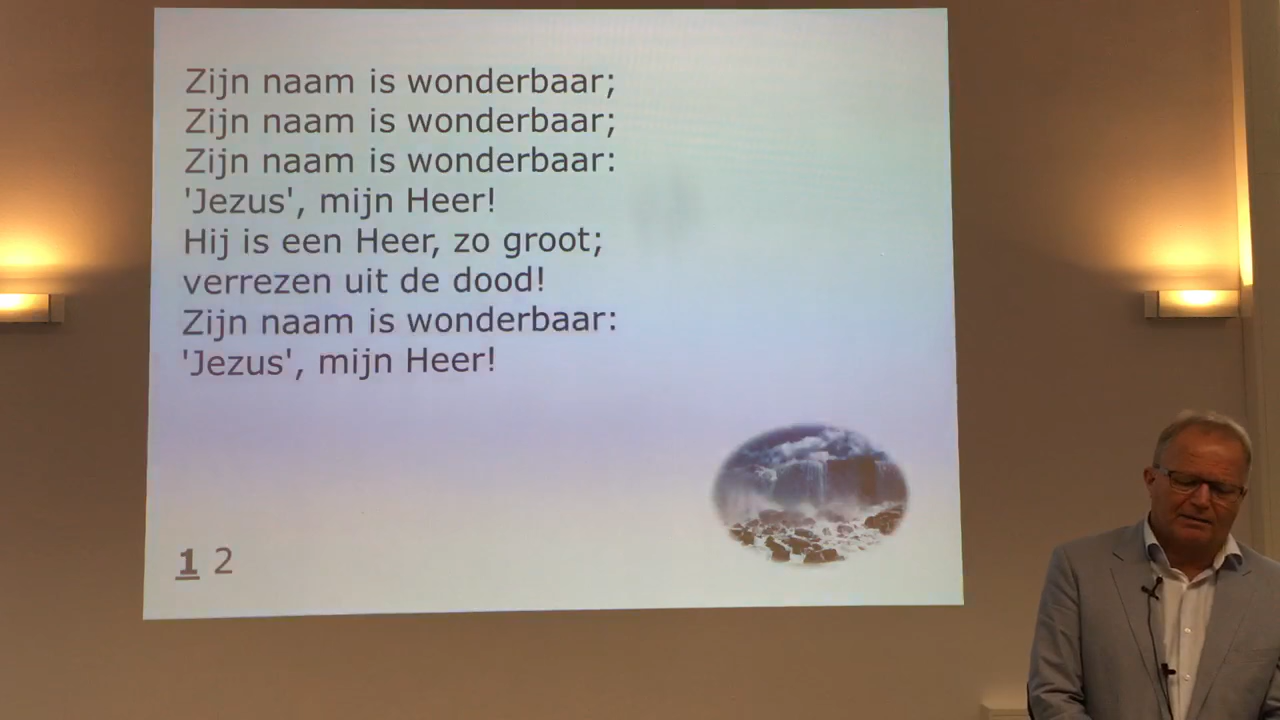 Zijn naam is wonderbaar;
Zijn naam is wonderbaar;
Zijn naam is wonderbaar:
'Jezus', mijn Heer!
Hij is een Heer, zo groot;
verrezen uit de dood!
Zijn naam is wonderbaar:
'Jezus', mijn Heer!
1 2